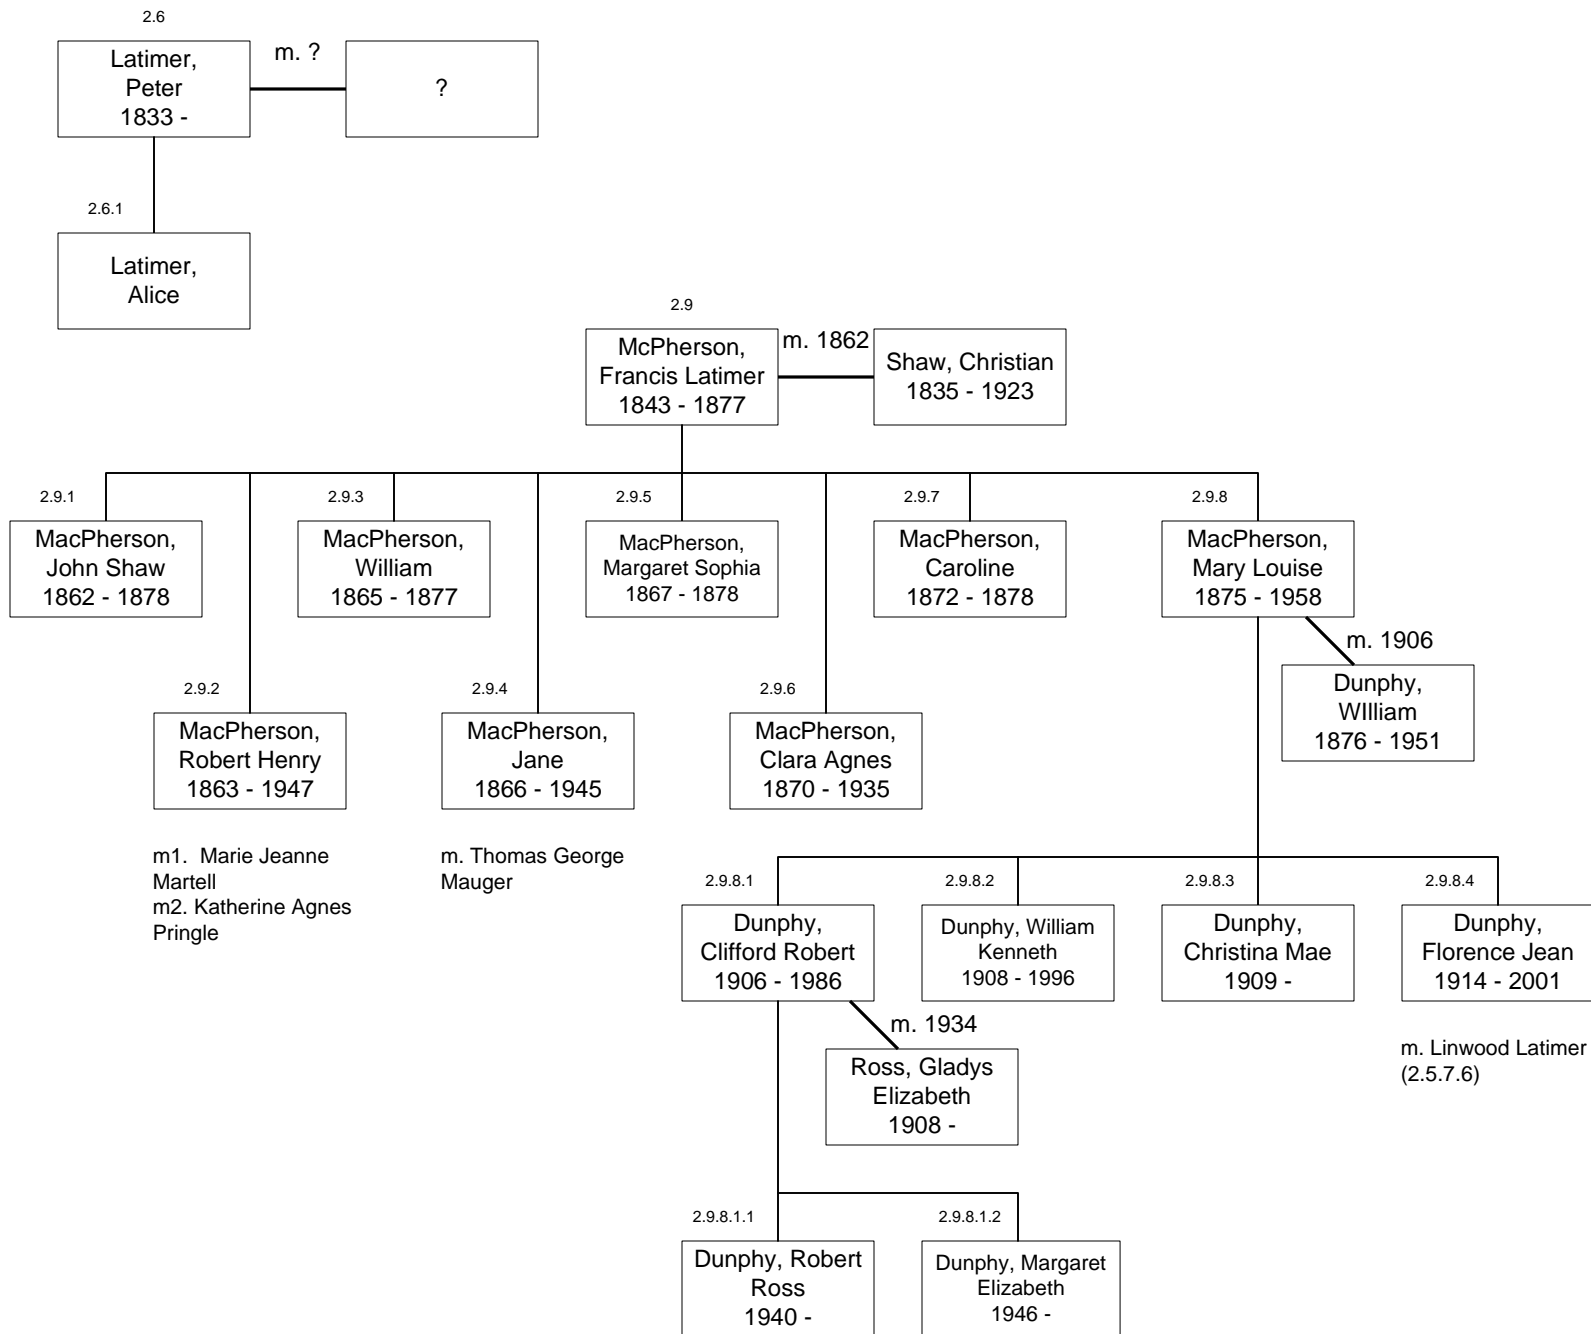 2.6
Latimer,
Peter
1833 -
m. ?
?
2.6.1
Latimer,
Alice
2.9
McPherson,
Francis Latimer
1843 - 1877
m. 1862
Shaw, Christian
1835 - 1923
2.9.1
MacPherson,
John Shaw
1862 - 1878
2.9.3
MacPherson,
William
1865 - 1877
2.9.5
MacPherson,
Margaret Sophia
1867 - 1878
2.9.7
MacPherson,
Caroline
1872 - 1878
2.9.8
MacPherson,
Mary Louise
1875 - 1958
m. 1906
Dunphy,
WIlliam
1876 - 1951
2.9.2
MacPherson,
Robert Henry
1863 - 1947
m1. Marie Jeanne
Martell
m2. Katherine Agnes
Pringle
2.9.4
MacPherson,
Jane
1866 - 1945
m. Thomas George
Mauger
2.9.6
MacPherson,
Clara Agnes
1870 - 1935
2.9.8.1
Dunphy,
Clifford Robert
1906 - 1986
m. 1934
Ross, Gladys
Elizabeth
1908 -
2.9.8.2
Dunphy, William
Kenneth
1908 - 1996
2.9.8.3
Dunphy,
Christina Mae
1909 -
2.9.8.4
Dunphy,
Florence Jean
1914 - 2001
m. Linwood Latimer
(2.5.7.6)
2.9.8.1.1
Dunphy, Robert
Ross
1940 -
2.9.8.1.2
Dunphy, Margaret
Elizabeth
1946 -